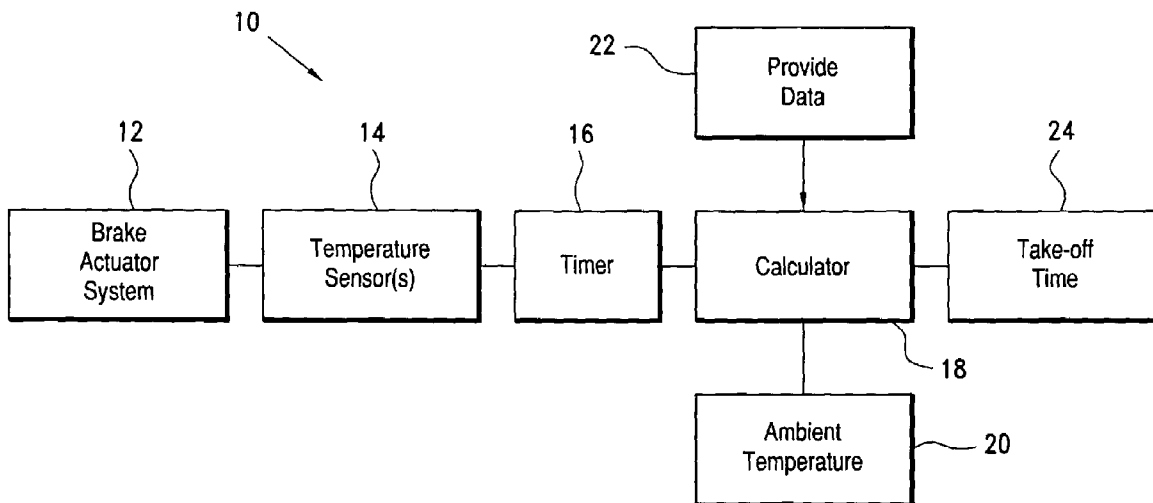 10
22
Provide
Data
12
14
16
24
Brake
Actuator
System
Temperature
Sensor(s)
Timer
Calculator
Take-off
Time
18
Ambient
Temperature
20